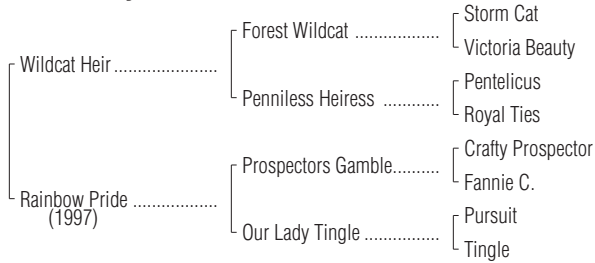 Storm Cat
Forest Wildcat ..................
Victoria Beauty
Wildcat Heir .....................
Pentelicus
Penniless Heiress ............
Royal Ties
Crafty Prospector
Prospectors Gamble..........
Fannie C.
Rainbow Pride .................
(1997)
Pursuit
Our Lady Tingle ................
Tingle